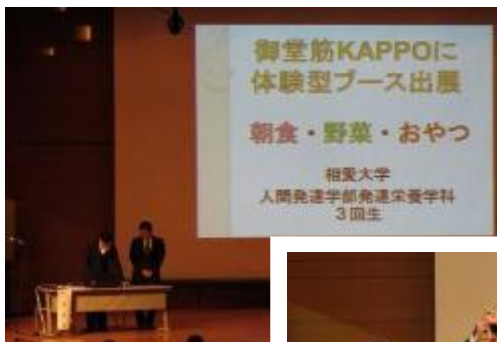 御堂筋KAPPOに
体験型ブース出展
朝食・野菜・おやつ
相愛大学
人間発達学部発達栄養学科
3回生